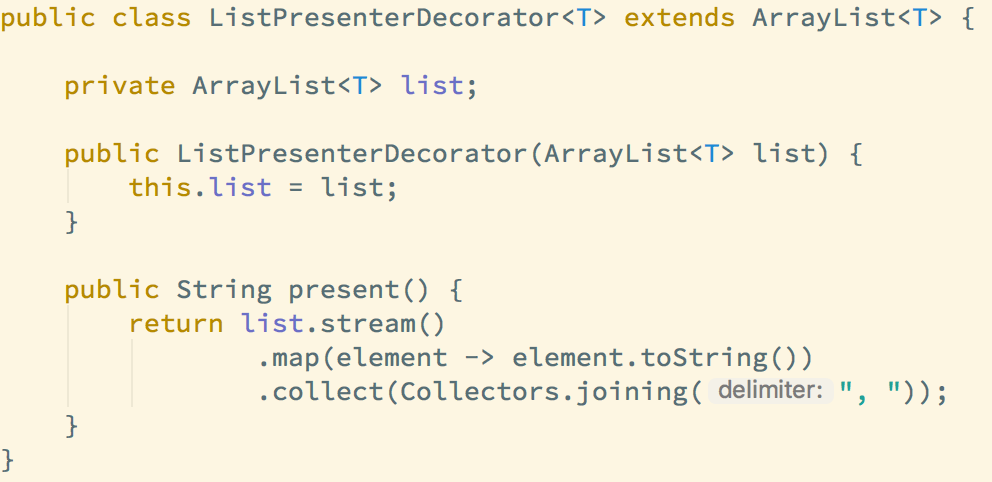 public class ListPresenterDecorator<T> extends ArrayList<T> {
    private ArrayList<T> list;
    public ListPresenterDecorator(ArrayList<T> list) {
        this.list = list;
    }
    public String present() {
        return list.stream()
                .map(element -> element.toString())
                .collect(Collectors.joining( delimiter: ", "));
    }
}